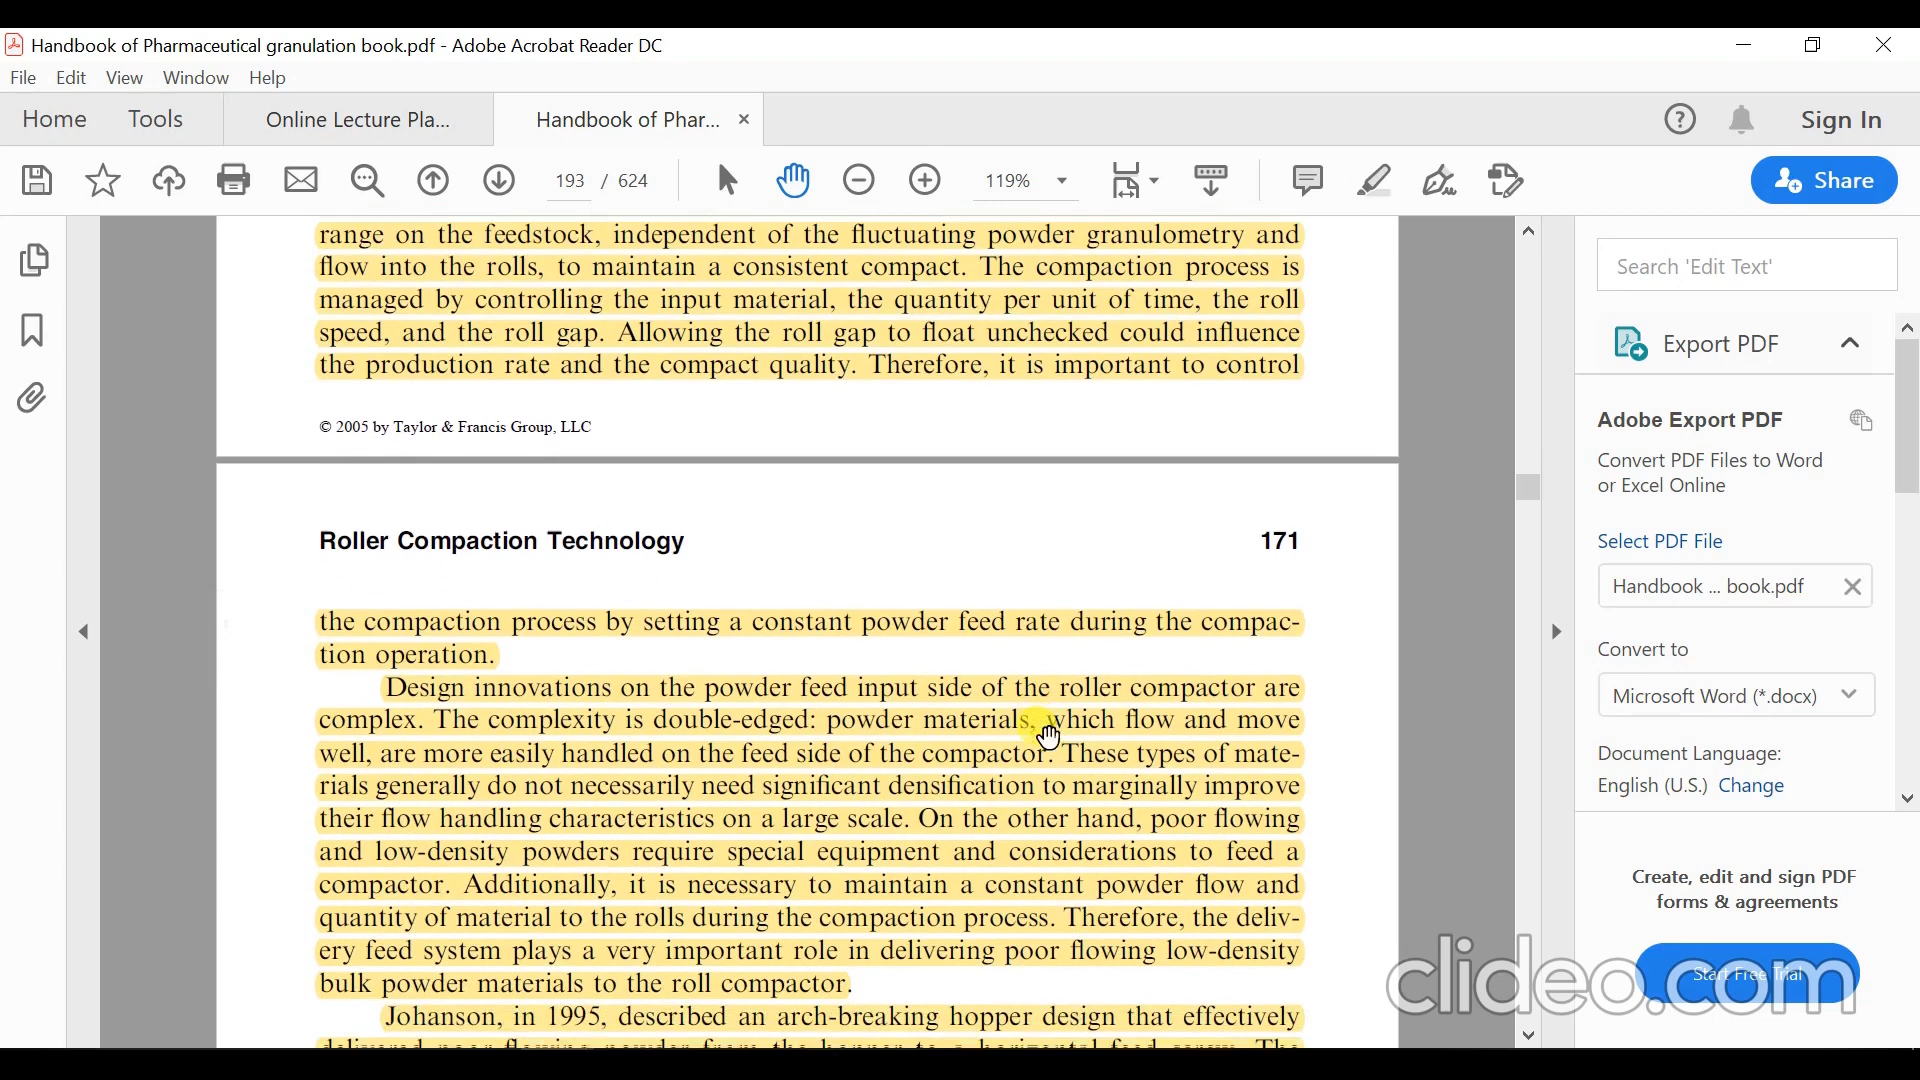 Handbook of Pharmaceutical granulation book.pdf - Adobe Acrobat Reader DC
File Edit View Window Help
Home Tools Online Lecture Pla... Handbook of Phar... × Sign In
193 / 624 119% Share
range on the feedstock, independent of the fluctuating powder granulometry and
flow into the rolls, to maintain a consistent compact. The compaction process is
managed by controlling the input material, the quantity per unit of time, the roll
speed, and the roll gap. Allowing the roll gap to float unchecked could influence
the production rate and the compact quality. Therefore, it is important to control
© 2005 by Taylor & Francis Group, LLC
Roller Compaction Technology 171
the compaction process by setting a constant powder feed rate during the compac-
tion operation.
Design innovations on the powder feed input side of the roller compactor are
complex. The complexity is double-edged: powder materials, which flow and move
well, are more easily handled on the feed side of the compactor. These types of mate-
rials generally do not necessarily need significant densification to marginally improve
their flow handling characteristics on a large scale. On the other hand, poor flowing
and low-density powders require special equipment and considerations to feed a
compactor. Additionally, it is necessary to maintain a constant powder flow and
quantity of material to the rolls during the compaction process. Therefore, the deliv-
ery feed system plays a very important role in delivering poor flowing low-density
bulk powder materials to the roll compactor.
Johanson, in 1995, described an arch-breaking hopper design that effectively
delivered poor flowing powder from the hopper to a horizontal feed screw. The
Search 'Edit Text'
Export PDF
Adobe Export PDF
Convert PDF Files to Word
or Excel Online
Select PDF File
Handbook ... book.pdf
Convert to
Microsoft Word (*.docx)
Document Language:
English (U.S.) Change
Create, edit and sign PDF
forms & agreements
Start Free Trial
clideo.com